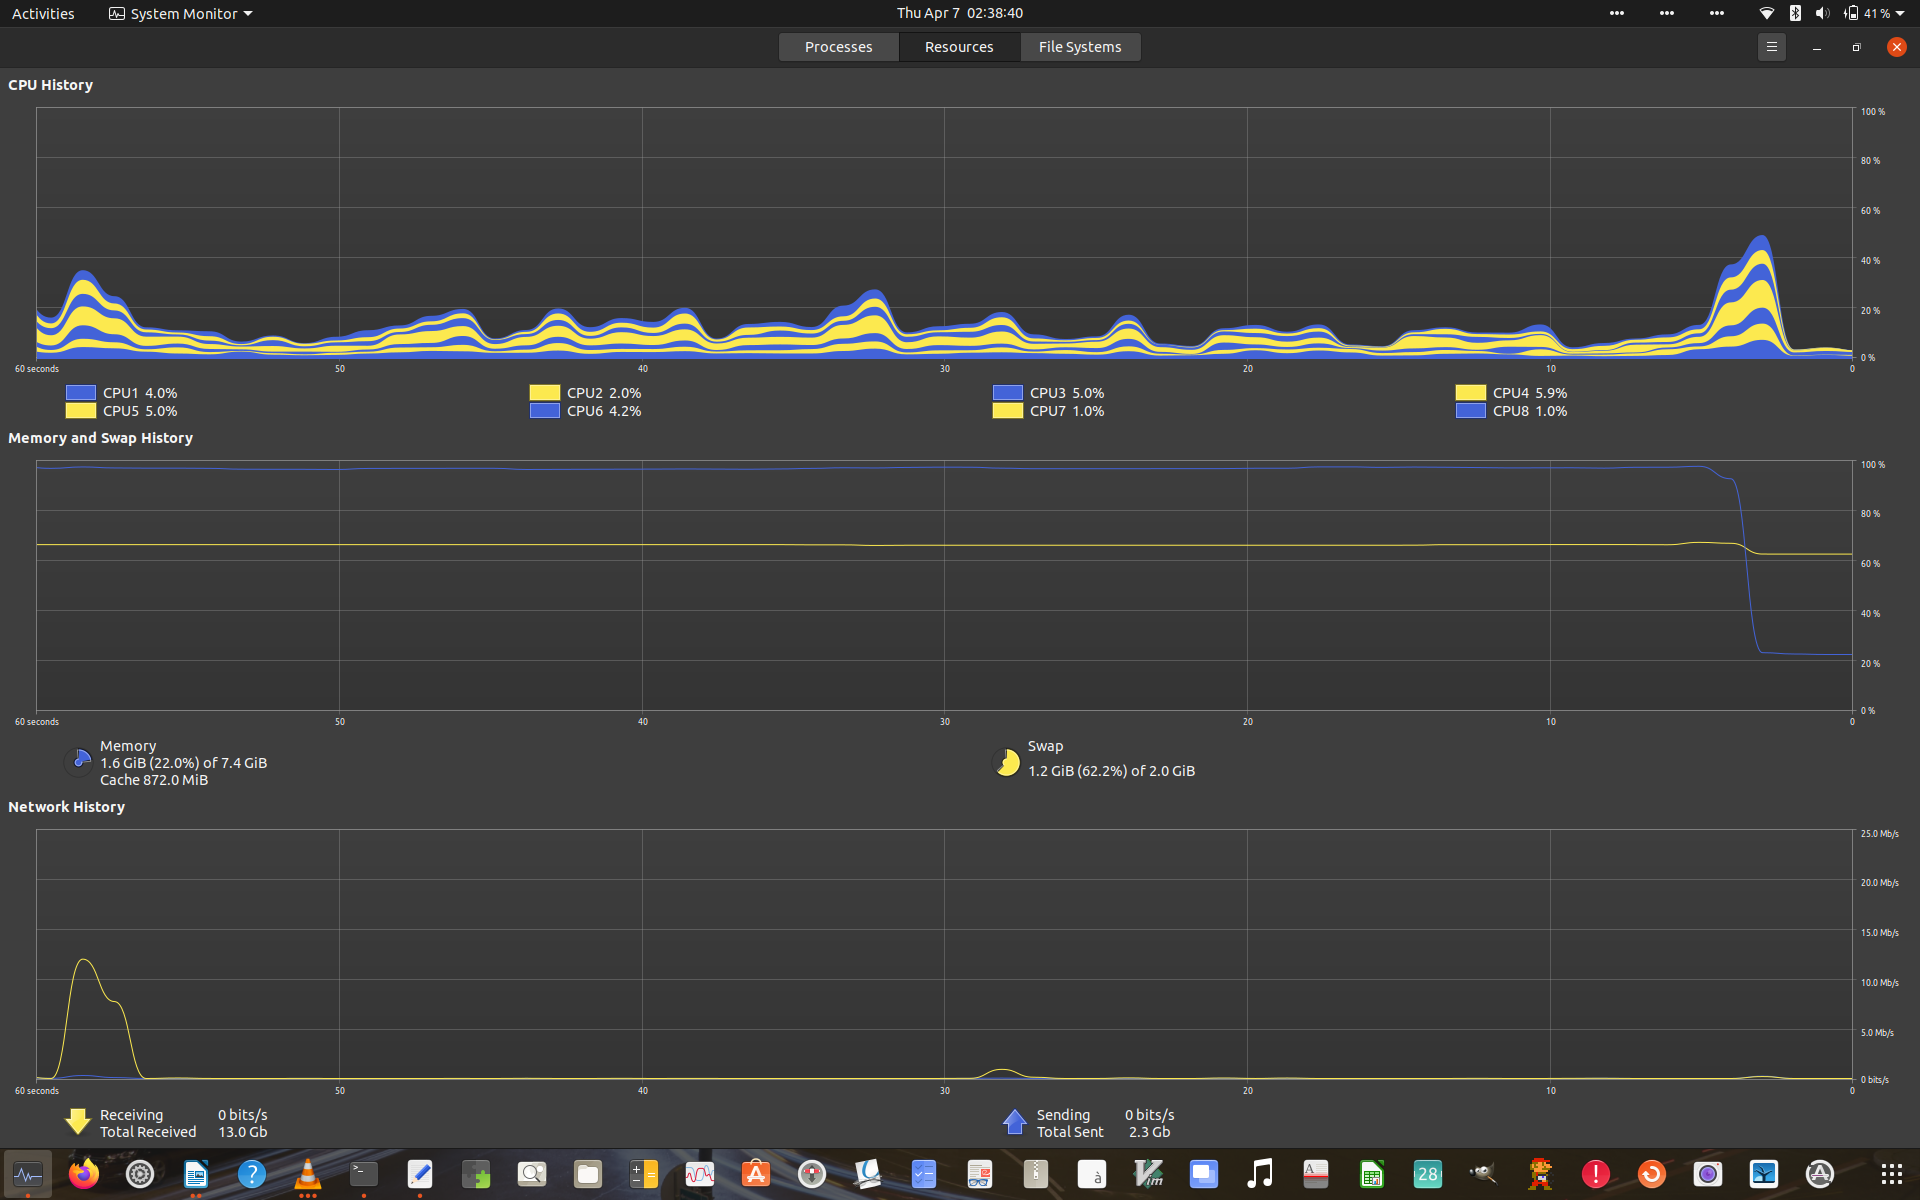 Activities System Monitor Thu Apr 7 02:38:40 41 %
Processes Resources File Systems
CPU History
100 %
80 %
60 %
40 %
20 %
0 %
60 seconds 50 40 30 20 10 0
CPU1 4.0% CPU2 2.0% CPU3 5.0% CPU4 5.9%
CPU5 5.0% CPU6 4.2% CPU7 1.0% CPU8 1.0%
Memory and Swap History
100 %
80 %
60 %
40 %
20 %
0 %
60 seconds 50 40 30 20 10 0
Memory Swap
1.6 GiB (22.0%) of 7.4 GiB 1.2 GiB (62.2%) of 2.0 GiB
Cache 872.0 MiB
Network History
25.0 Mb/s
20.0 Mb/s
15.0 Mb/s
10.0 Mb/s
5.0 Mb/s
0 bits/s
60 seconds 50 40 30 20 10 0
Receiving 0 bits/s Sending 0 bits/s
Total Received 13.0 Gb Total Sent 2.3 Gb
? >_ à Vim A 28 !